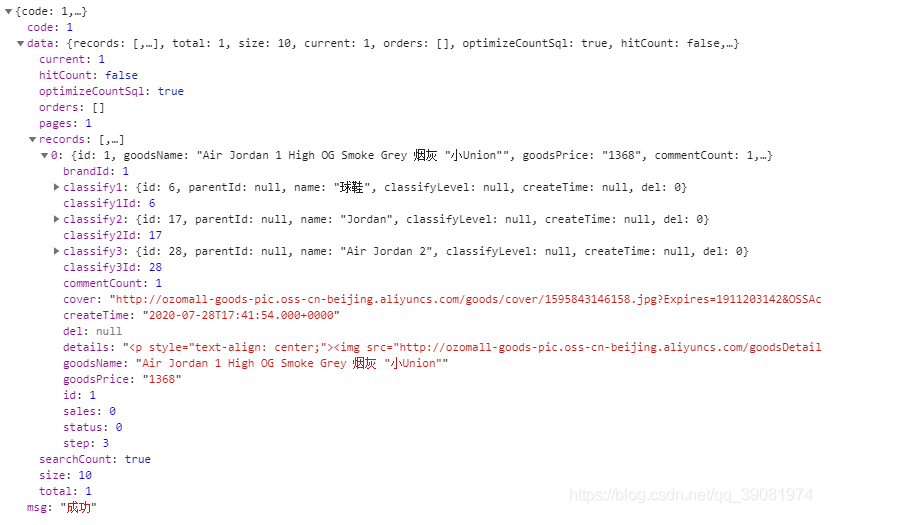 {code: 1,…}
code: 1
data: {records: [,…], total: 1, size: 10, current: 1, orders: [], optimizeCountSql: true, hitCount: false,…}
current: 1
hitCount: false
optimizeCountSql: true
orders: []
pages: 1
records: [,…]
0: {id: 1, goodsName: "Air Jordan 1 High OG Smoke Grey 烟灰 "小Union"", goodsPrice: "1368", commentCount: 1,…}
brandId: 1
classify1: {id: 6, parentId: null, name: "球鞋", classifyLevel: null, createTime: null, del: 0}
classify1Id: 6
classify2: {id: 17, parentId: null, name: "Jordan", classifyLevel: null, createTime: null, del: 0}
classify2Id: 17
classify3: {id: 28, parentId: null, name: "Air Jordan 2", classifyLevel: null, createTime: null, del: 0}
classify3Id: 28
commentCount: 1
cover: "http://ozomall-goods-pic.oss-cn-beijing.aliyuncs.com/goods/cover/1595843146158.jpg?Expires=1911203142&OSSAc
createTime: "2020-07-28T17:41:54.000+0000"
del: null
details: "<p style="text-align: center;"><img src="http://ozomall-goods-pic.oss-cn-beijing.aliyuncs.com/goodsDetail
goodsName: "Air Jordan 1 High OG Smoke Grey 烟灰 "小Union""
goodsPrice: "1368"
id: 1
sales: 0
status: 0
step: 3
searchCount: true
size: 10
total: 1
msg: "成功"
https://blog.csdn.net/qq_39081974